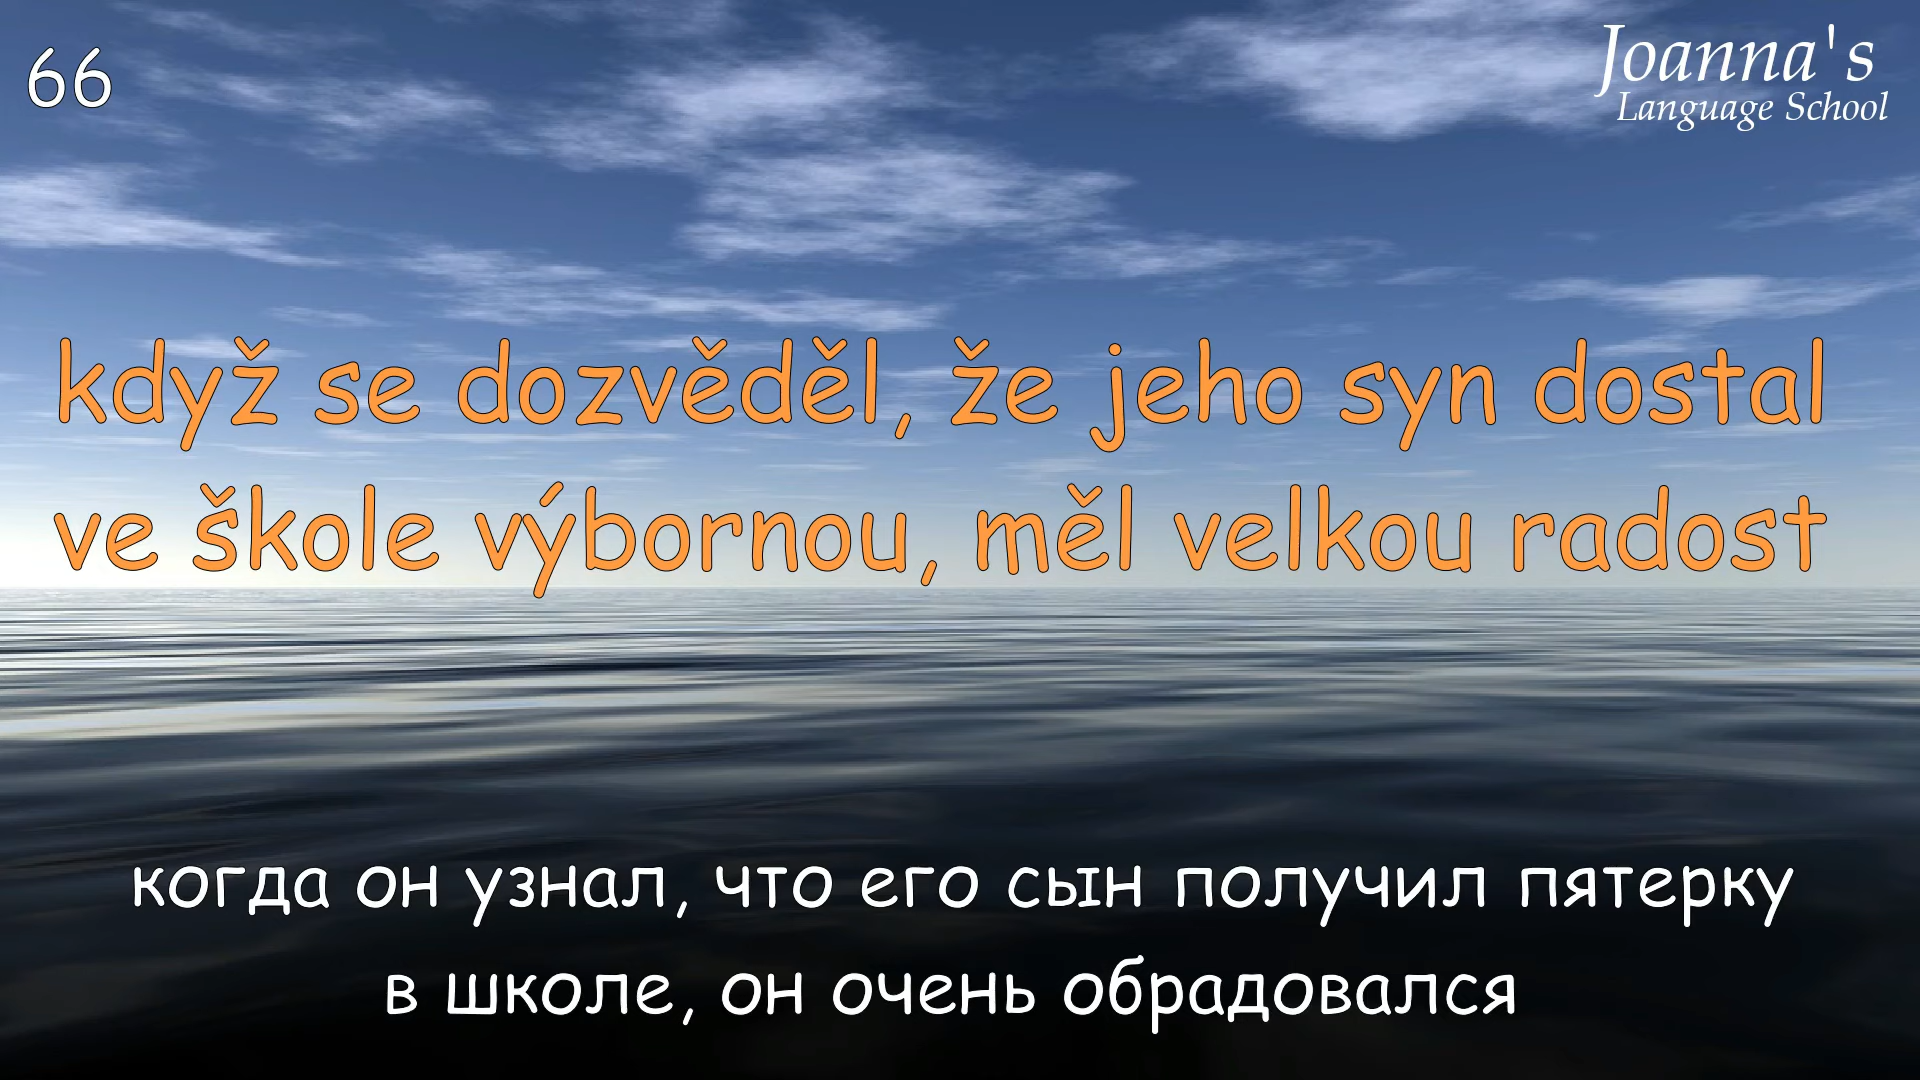 66
Joanna's
Language School
když se dozvěděl, že jeho syn dostal
ve škole výbornou, měl velkou radost
когда он узнал, что его сын получил пятерку
в школе, он очень обрадовался